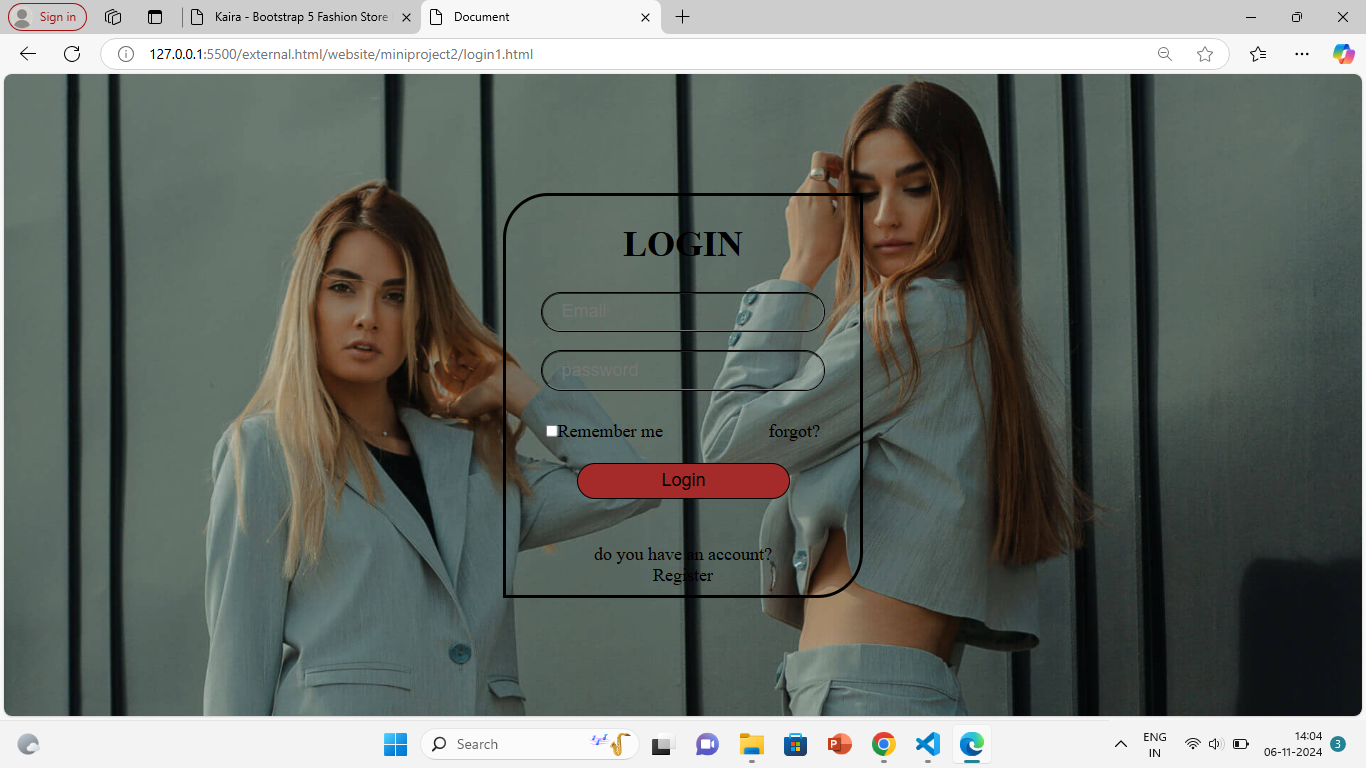 Sign in
Kaira - Bootstrap 5 Fashion Store
Document
127.0.0.1:5500/external.html/website/miniproject2/login1.html
LOGIN
Email
password
Remember me forgot?
Login
do you have an account?
Register
Search
ENG
IN
14:04
06-11-2024
3